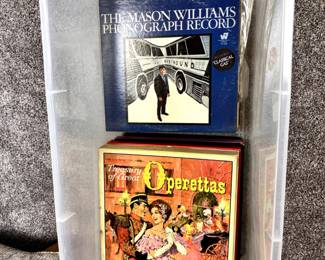 THE MASON WILLIAMS
PHONOGRAPH RECORD
"CLASSICAL
GAS"
Treasury
of Great
Operettas